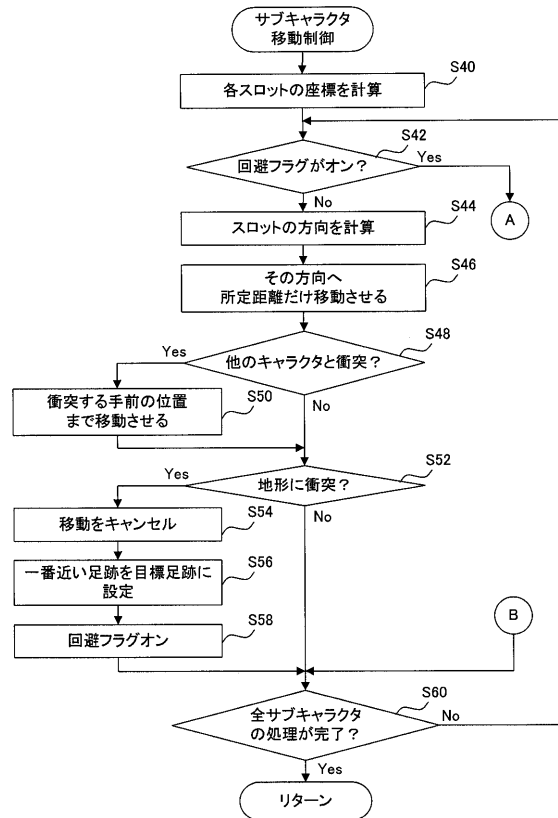 サブキャラクタ
移動制御
S40
各スロットの座標を計算
S42
回避フラグがオン?
Yes
No
A
S44
スロットの方向を計算
S46
その方向へ
所定距離だけ移動させる
S48
他のキャラクタと衝突?
Yes
No
衝突する手前の位置
まで移動させる
S50
S52
地形に衝突?
Yes
No
移動をキャンセル
S54
一番近い足跡を目標足跡に
設定
S56
回避フラグオン
S58
B
S60
全サブキャラクタ
の処理が完了?
No
Yes
リターン